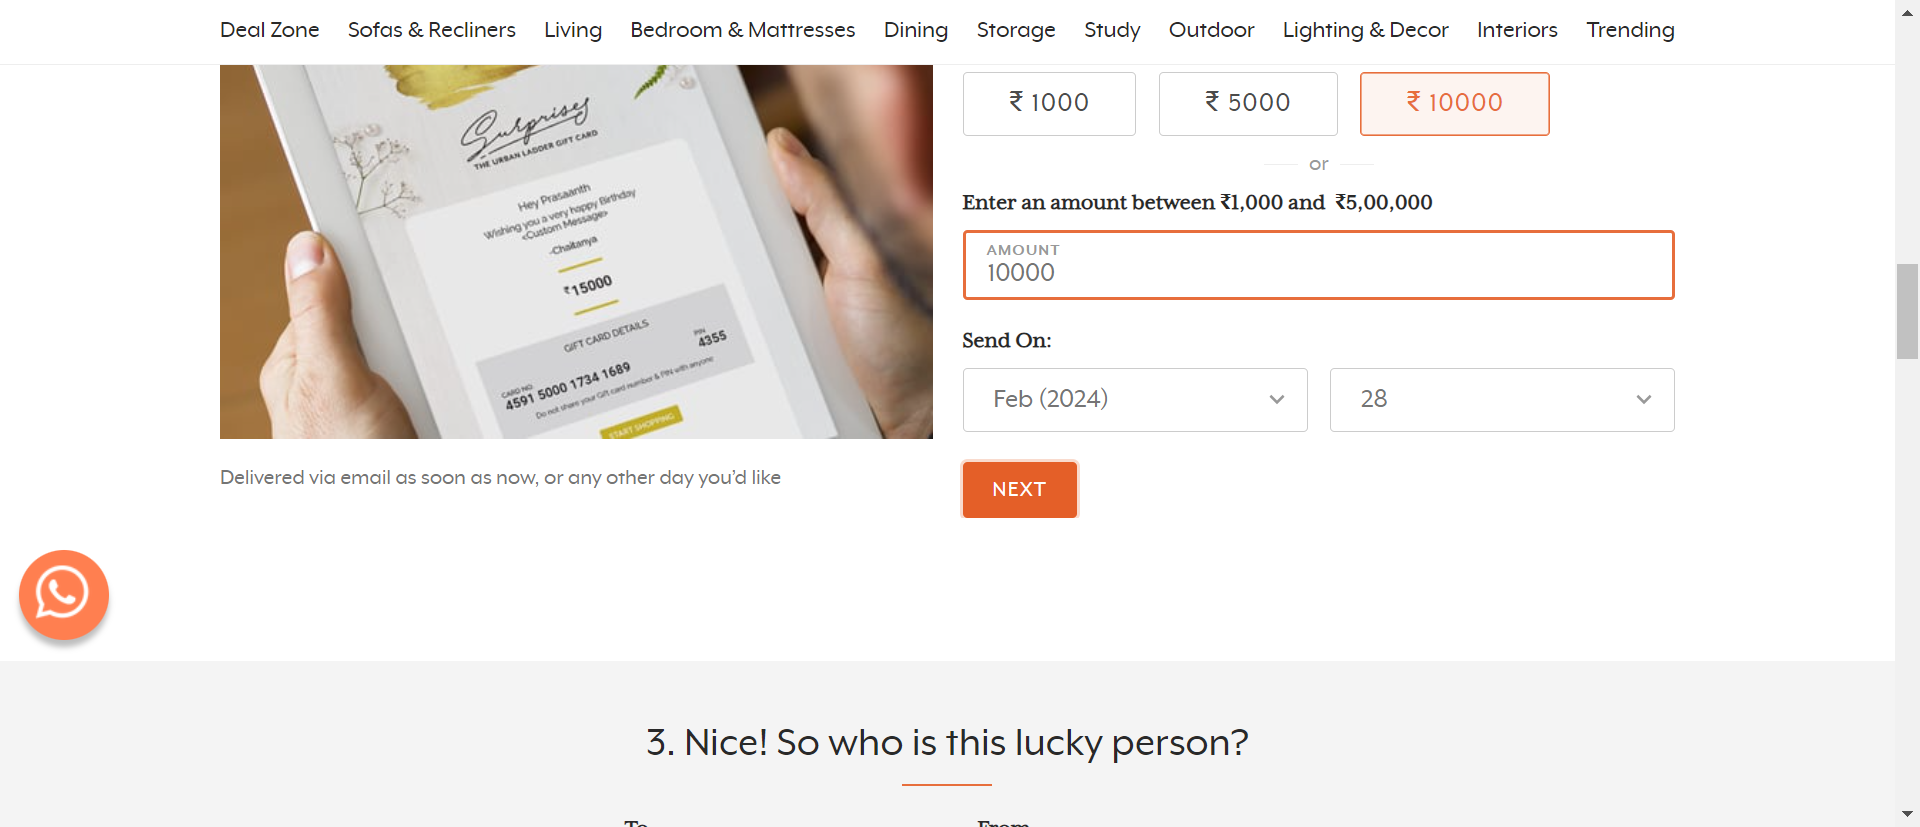 Deal Zone Sofas & Recliners Living Bedroom & Mattresses Dining Storage Study Outdoor Lighting & Decor Interiors Trending
Surprises
THE URBAN LADDER GIFT CARD
Hey Prasaanth
Wishing you a very happy Birthday
<Custom Message>
-Chaitanya
₹15000
GIFT CARD DETAILS
CARD NO.
4591 5000 1734 1689
PIN
4355
Do not share your Gift card number & PIN with anyone
START SHOPPING
Delivered via email as soon as now, or any other day you’d like
₹ 1000 ₹ 5000 ₹ 10000
or
Enter an amount between ₹1,000 and ₹5,00,000
AMOUNT
10000
Send On:
Feb (2024) 28
NEXT
3. Nice! So who is this lucky person?
To From